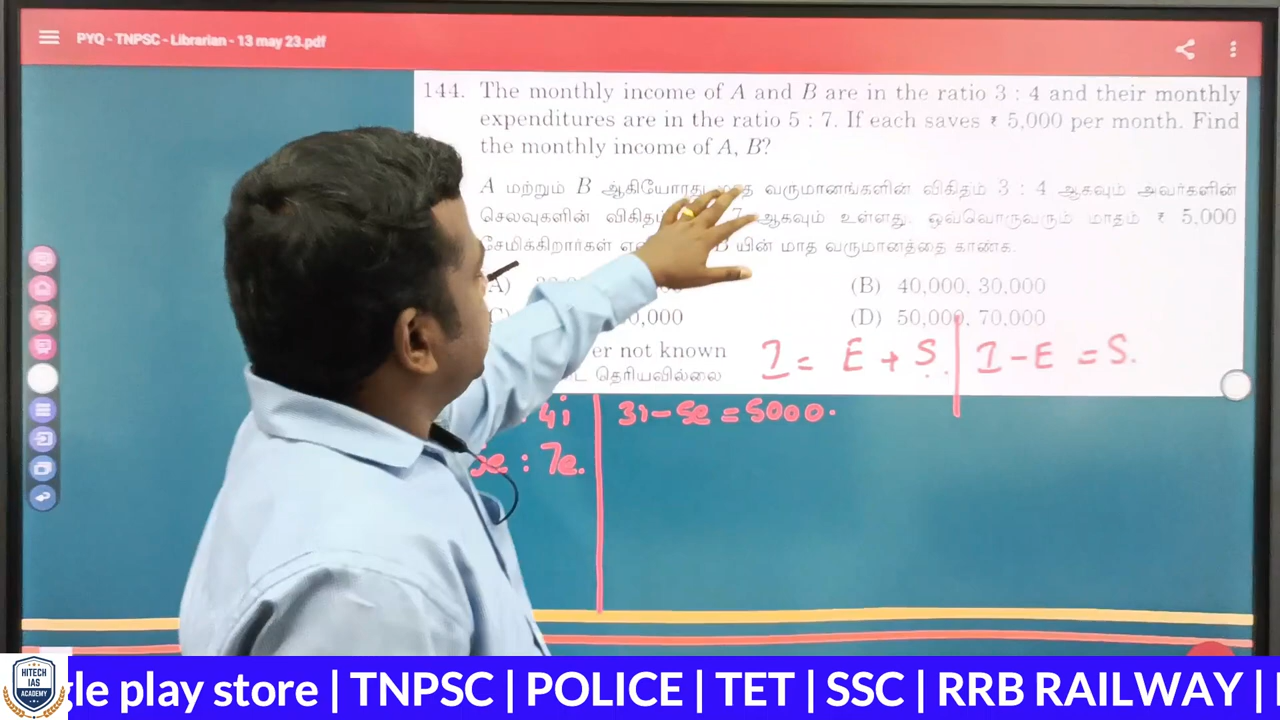 PYQ - TNPSC - Librarian - 13 may 23.pdf
144. The monthly income of A and B are in the ratio 3 : 4 and their monthly
expenditures are in the ratio 5 : 7. If each saves ₹ 5,000 per month. Find
the monthly income of A, B?
A மற்றும் B ஆகியோரது மாத வருமானங்களின் விகிதம் 3 : 4 ஆகவும் அவர்களின்
செலவுகளின் விகிதம் 7 ஆகவும் உள்ளது. ஒவ்வொருவரும் மாதம் ₹ 5,000
சேமிக்கிறார்கள் B யின் மாத வருமானத்தை காண்க.
(B) 40,000, 30,000
(D) 50,000, 70,000
not known
தெரியவில்லை
I = E + S. I - E = S.
: 4i 3i - 5e = 5000.
5e : 7e.
HITECH
IAS
ACADEMY
gle play store | TNPSC | POLICE | TET | SSC | RRB RAILWAY |